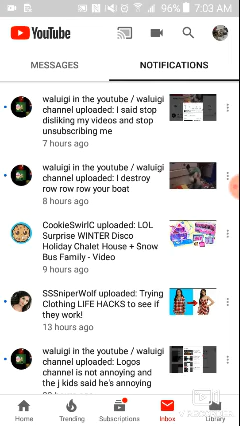 96% 7:03 AM
YouTube
MESSAGES NOTIFICATIONS
waluigi in the youtube / waluigi
channel uploaded: I said stop
disliking my videos and stop
unsubscribing me
7 hours ago
waluigi in the youtube / waluigi
channel uploaded: I destroy
row row row your boat
8 hours ago
CookieSwirlC uploaded: LOL
Surprise WINTER Disco
Holiday Chalet House + Snow
Bus Family - Video
9 hours ago
SSSniperWolf uploaded: Trying
Clothing LIFE HACKS to see if
they work!
13 hours ago
waluigi in the youtube / waluigi
channel uploaded: Logos
channel is not annoying and
the j kids said he's annoying
Home Trending Subscriptions Inbox Library